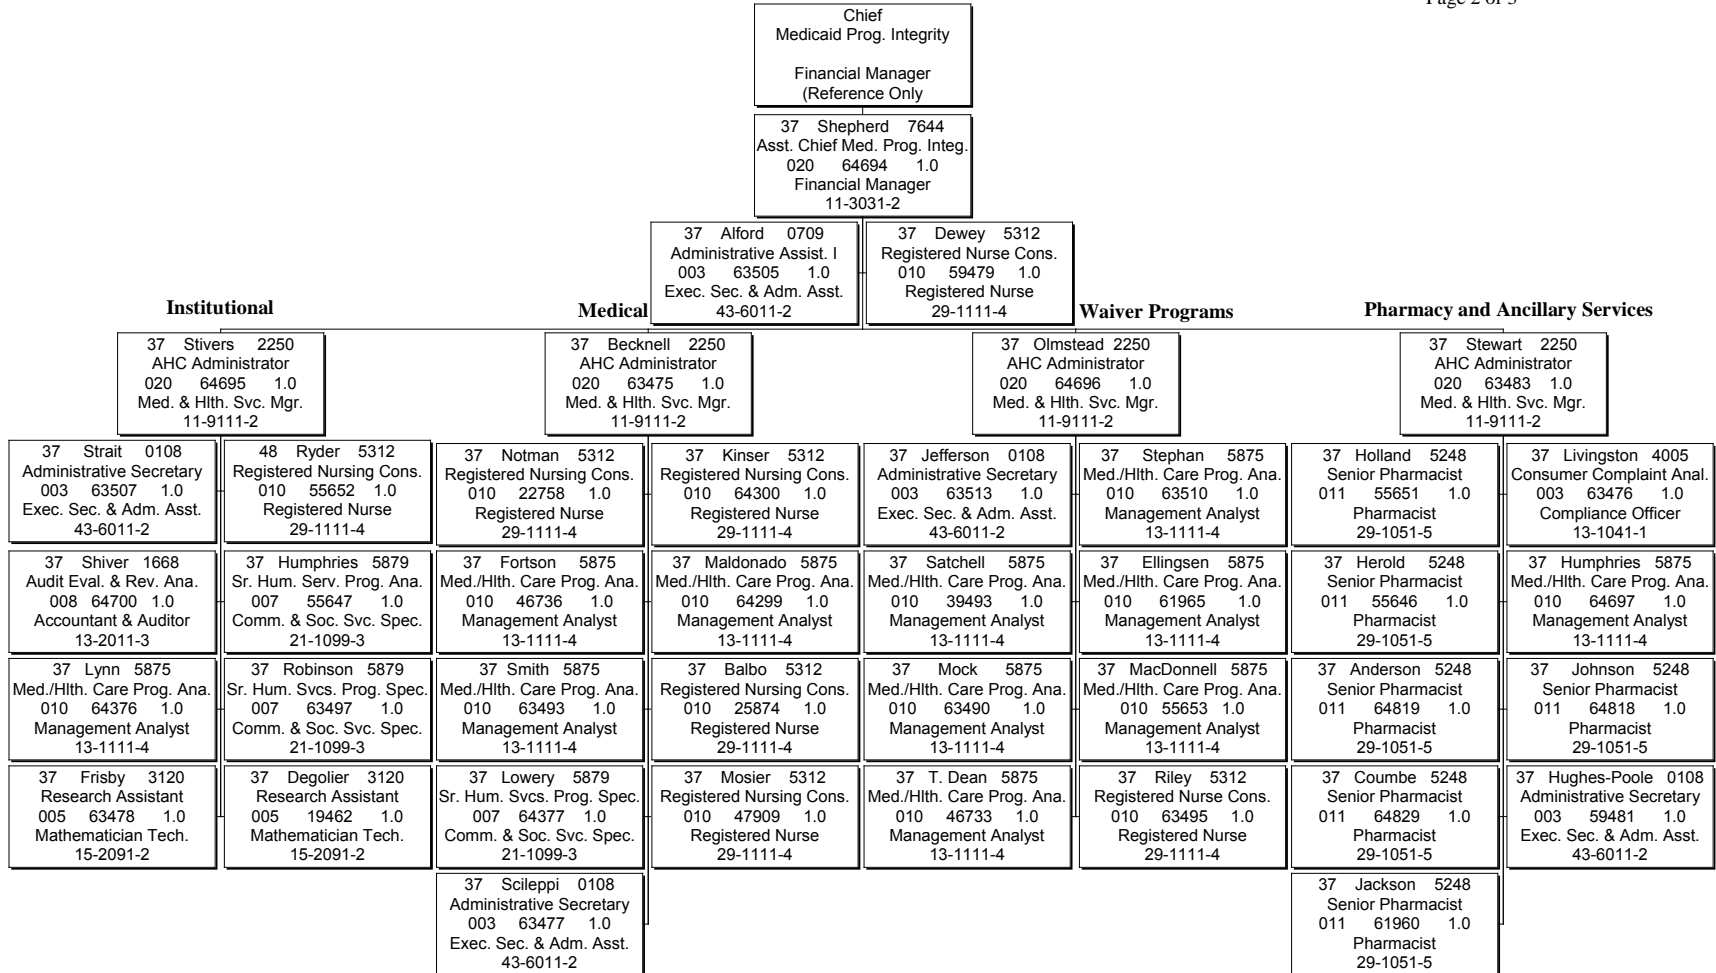 Page 2 of 3
Chief
Medicaid Prog. Integrity
Financial Manager
(Reference Only
37 Shepherd 7644
Asst. Chief Med. Prog. Integ.
020 64694 1.0
Financial Manager
11-3031-2
37 Alford 0709
Administrative Assist. I
003 63505 1.0
Exec. Sec. & Adm. Asst.
43-6011-2
37 Dewey 5312
Registered Nurse Cons.
010 59479 1.0
Registered Nurse
29-1111-4
Institutional
Medical
Waiver Programs
Pharmacy and Ancillary Services
37 Stivers 2250
AHC Administrator
020 64695 1.0
Med. & Hlth. Svc. Mgr.
11-9111-2
37 Becknell 2250
AHC Administrator
020 63475 1.0
Med. & Hlth. Svc. Mgr.
11-9111-2
37 Olmstead 2250
AHC Administrator
020 64696 1.0
Med. & Hlth. Svc. Mgr.
11-9111-2
37 Stewart 2250
AHC Administrator
020 63483 1.0
Med. & Hlth. Svc. Mgr.
11-9111-2
37 Strait 0108
Administrative Secretary
003 63507 1.0
Exec. Sec. & Adm. Asst.
43-6011-2
48 Ryder 5312
Registered Nursing Cons.
010 55652 1.0
Registered Nurse
29-1111-4
37 Notman 5312
Registered Nursing Cons.
010 22758 1.0
Registered Nurse
29-1111-4
37 Kinser 5312
Registered Nursing Cons.
010 64300 1.0
Registered Nurse
29-1111-4
37 Jefferson 0108
Administrative Secretary
003 63513 1.0
Exec. Sec. & Adm. Asst.
43-6011-2
37 Stephan 5875
Med./Hlth. Care Prog. Ana.
010 63510 1.0
Management Analyst
13-1111-4
37 Holland 5248
Senior Pharmacist
011 55651 1.0
Pharmacist
29-1051-5
37 Livingston 4005
Consumer Complaint Anal.
003 63476 1.0
Compliance Officer
13-1041-1
37 Shiver 1668
Audit Eval. & Rev. Ana.
008 64700 1.0
Accountant & Auditor
13-2011-3
37 Humphries 5879
Sr. Hum. Serv. Prog. Ana.
007 55647 1.0
Comm. & Soc. Svc. Spec.
21-1099-3
37 Fortson 5875
Med./Hlth. Care Prog. Ana.
010 46736 1.0
Management Analyst
13-1111-4
37 Maldonado 5875
Med./Hlth. Care Prog. Ana.
010 64299 1.0
Management Analyst
13-1111-4
37 Satchell 5875
Med./Hlth. Care Prog. Ana.
010 39493 1.0
Management Analyst
13-1111-4
37 Ellingsen 5875
Med./Hlth. Care Prog. Ana.
010 61965 1.0
Management Analyst
13-1111-4
37 Herold 5248
Senior Pharmacist
011 55646 1.0
Pharmacist
29-1051-5
37 Humphries 5875
Med./Hlth. Care Prog. Ana.
010 64697 1.0
Management Analyst
13-1111-4
37 Lynn 5875
Med./Hlth. Care Prog. Ana.
010 64376 1.0
Management Analyst
13-1111-4
37 Robinson 5879
Sr. Hum. Svcs. Prog. Spec.
007 63497 1.0
Comm. & Soc. Svc. Spec.
21-1099-3
37 Smith 5875
Med./Hlth. Care Prog. Ana.
010 63493 1.0
Management Analyst
13-1111-4
37 Balbo 5312
Registered Nursing Cons.
010 25874 1.0
Registered Nurse
29-1111-4
37 Mock 5875
Med./Hlth. Care Prog. Ana.
010 63490 1.0
Management Analyst
13-1111-4
37 MacDonnell 5875
Med./Hlth. Care Prog. Ana.
010 55653 1.0
Management Analyst
13-1111-4
37 Anderson 5248
Senior Pharmacist
011 64819 1.0
Pharmacist
29-1051-5
37 Johnson 5248
Senior Pharmacist
011 64818 1.0
Pharmacist
29-1051-5
37 Frisby 3120
Research Assistant
005 63478 1.0
Mathematician Tech.
15-2091-2
37 Degolier 3120
Research Assistant
005 19462 1.0
Mathematician Tech.
15-2091-2
37 Lowery 5879
Sr. Hum. Svcs. Prog. Spec.
007 64377 1.0
Comm. & Soc. Svc. Spec.
21-1099-3
37 Mosier 5312
Registered Nursing Cons.
010 47909 1.0
Registered Nurse
29-1111-4
37 T. Dean 5875
Med./Hlth. Care Prog. Ana.
010 46733 1.0
Management Analyst
13-1111-4
37 Riley 5312
Registered Nurse Cons.
010 63495 1.0
Registered Nurse
29-1111-4
37 Coumbe 5248
Senior Pharmacist
011 64829 1.0
Pharmacist
29-1051-5
37 Hughes-Poole 0108
Administrative Secretary
003 59481 1.0
Exec. Sec. & Adm. Asst.
43-6011-2
37 Scileppi 0108
Administrative Secretary
003 63477 1.0
Exec. Sec. & Adm. Asst.
43-6011-2
37 Jackson 5248
Senior Pharmacist
011 61960 1.0
Pharmacist
29-1051-5